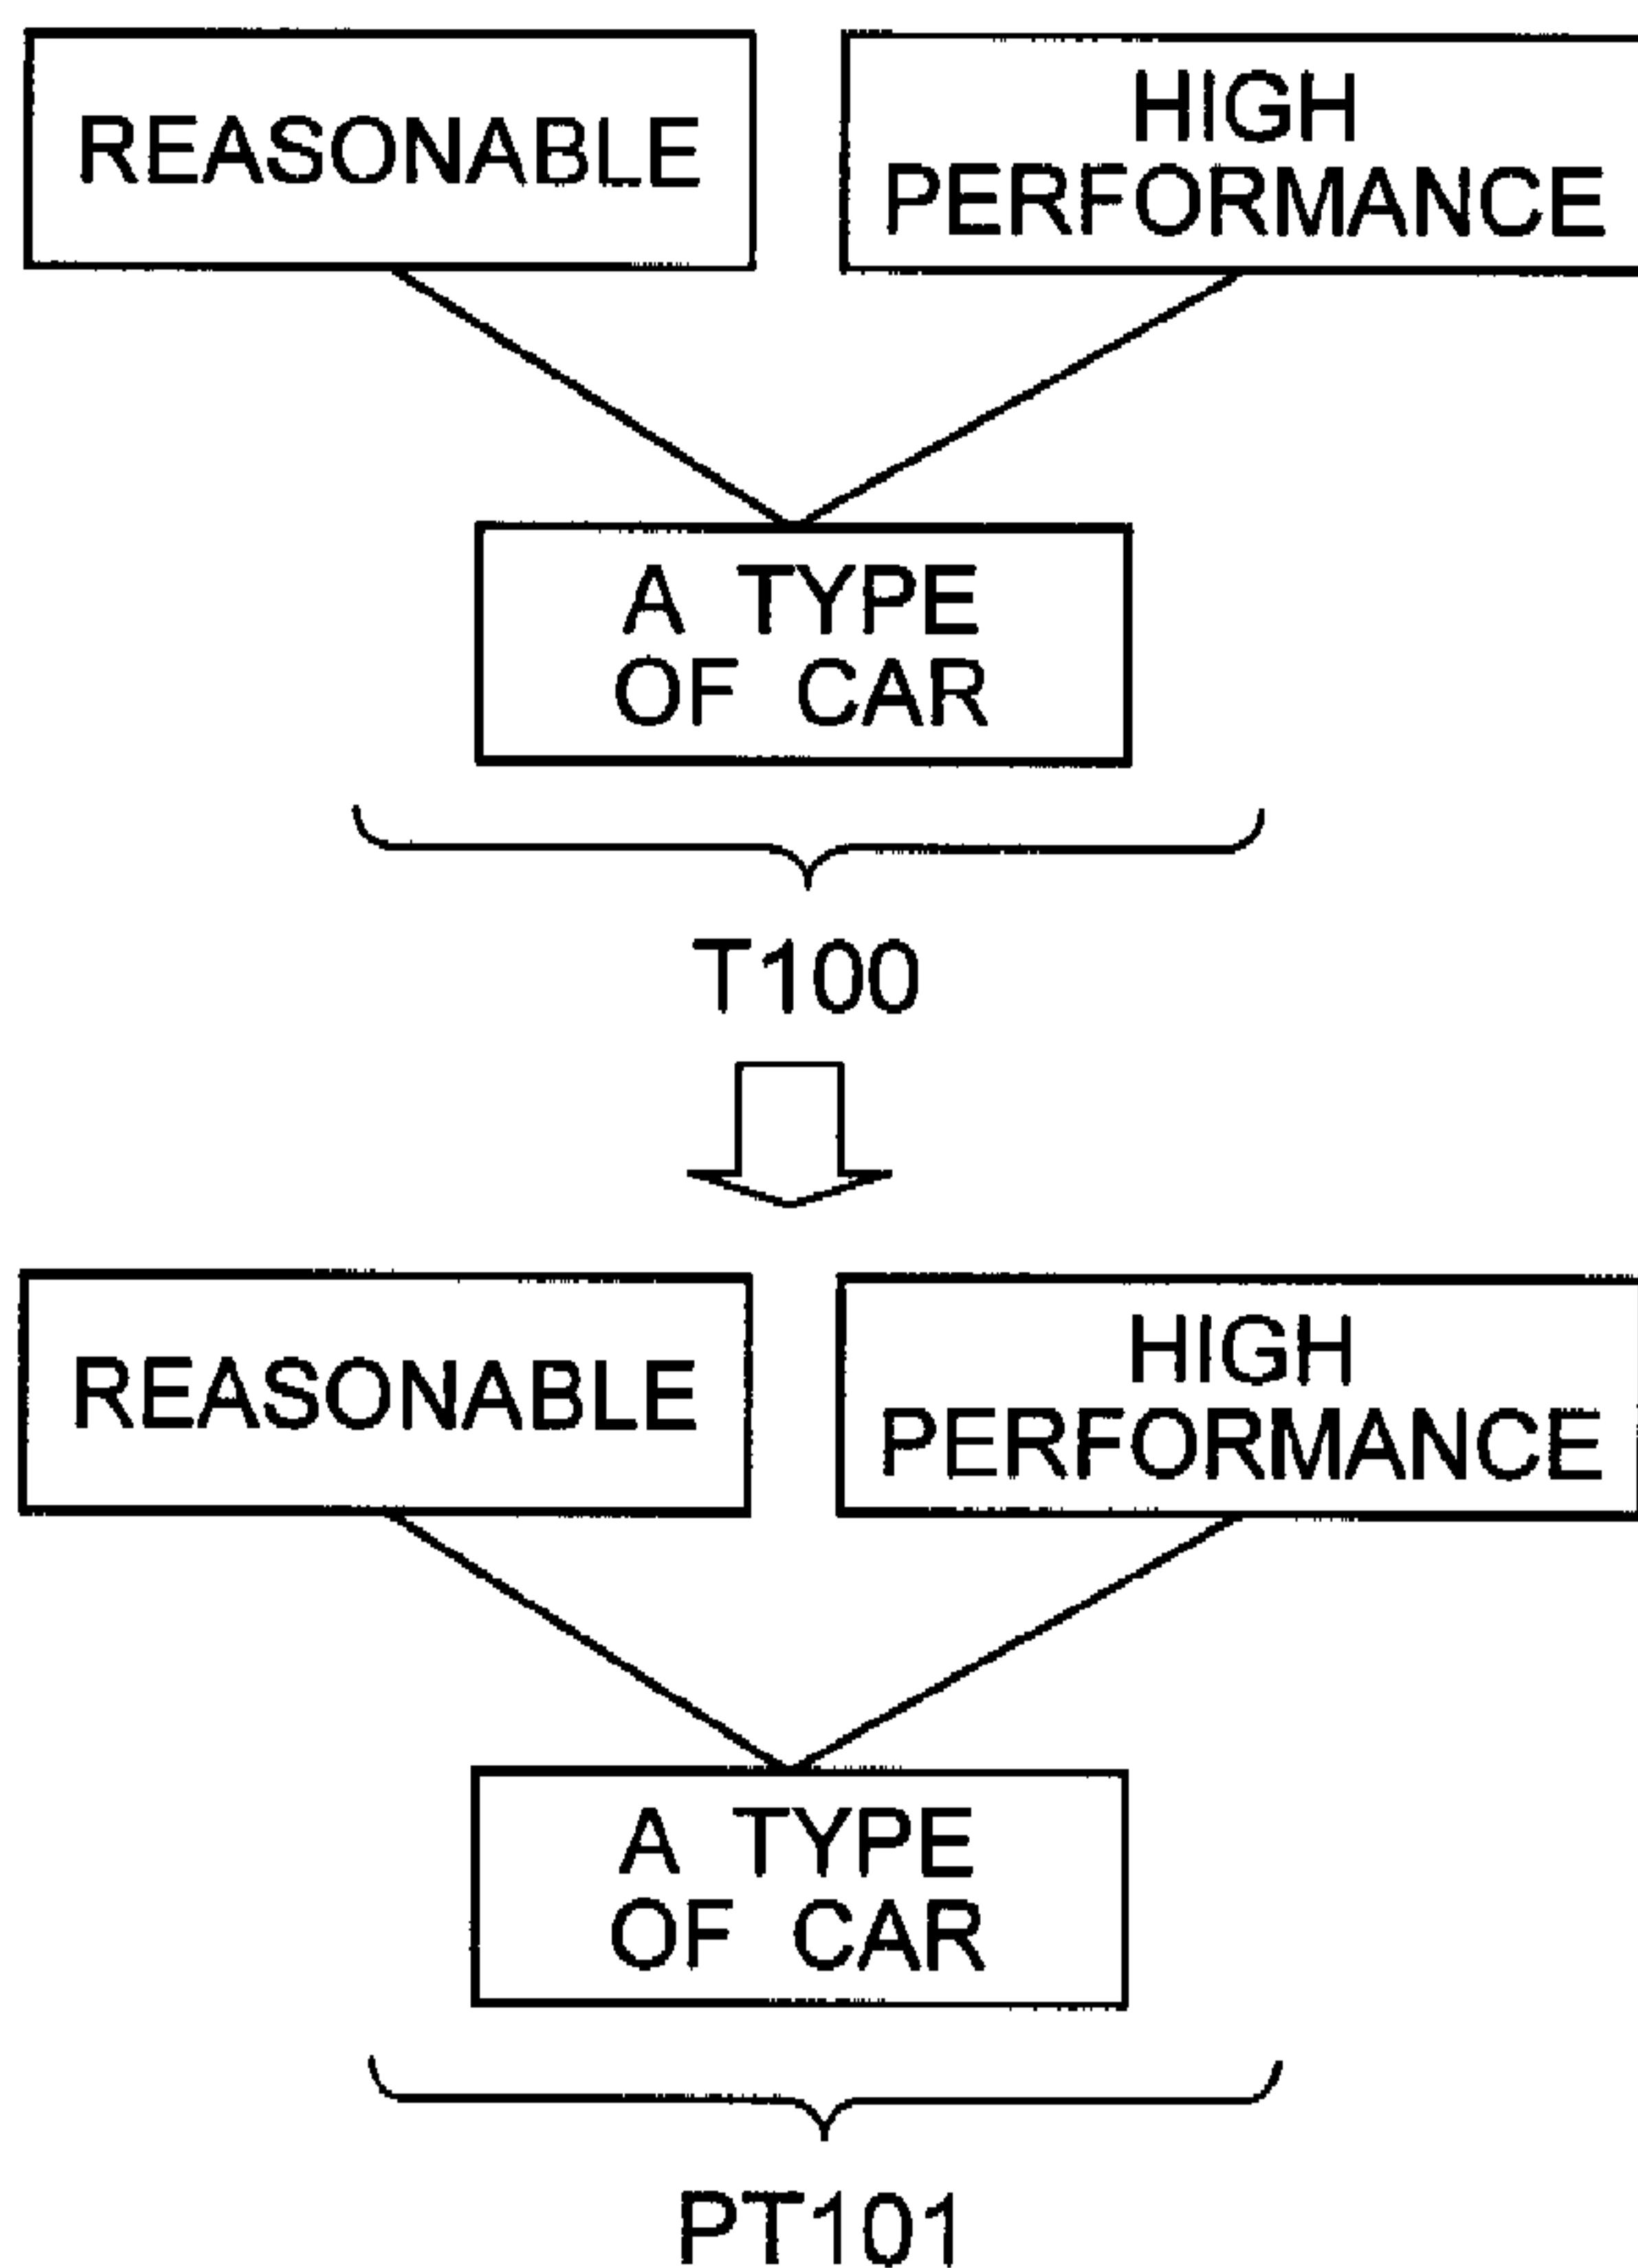 REASONABLE
HIGH
PERFORMANCE
A TYPE
OF CAR
T100
REASONABLE
HIGH
PERFORMANCE
A TYPE
OF CAR
PT101